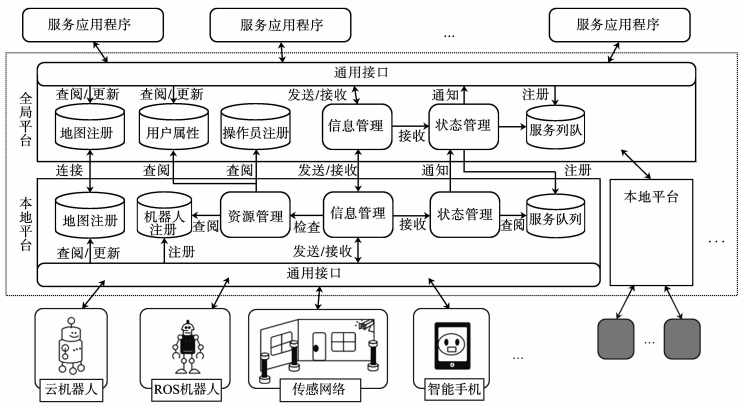 服务应用程序
服务应用程序
...
服务应用程序
通用接口
全局平台
查阅/更新
查阅/更新
发送/接收
通知
注册
地图注册
用户属性
操作员注册
信息管理
接收
状态管理
服务列队
连接
查阅
查阅
发送/接收
通知
注册
本地平台
地图注册
机器人
注册
查阅
资源管理
检查
信息管理
接收
状态管理
查阅
服务队列
本地平台
...
查阅/更新
注册
发送/接收
通用接口
云机器人
ROS机器人
传感网络
智能手机
...
...